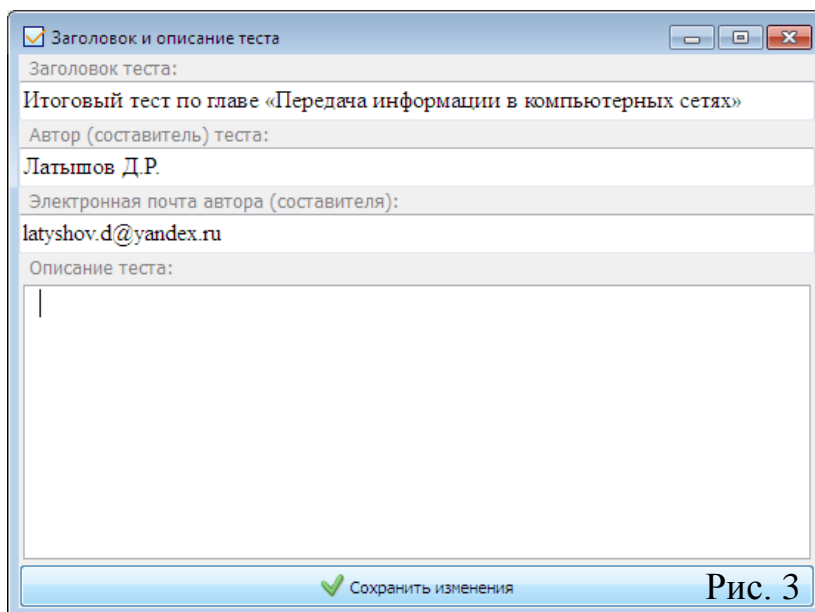 Заголовок и описание теста
Заголовок теста:
Итоговый тест по главе «Передача информации в компьютерных сетях»
Автор (составитель) теста:
Латышов Д.Р.
Электронная почта автора (составителя):
latyshov.d@yandex.ru
Описание теста:
Сохранить изменения
Рис. 3